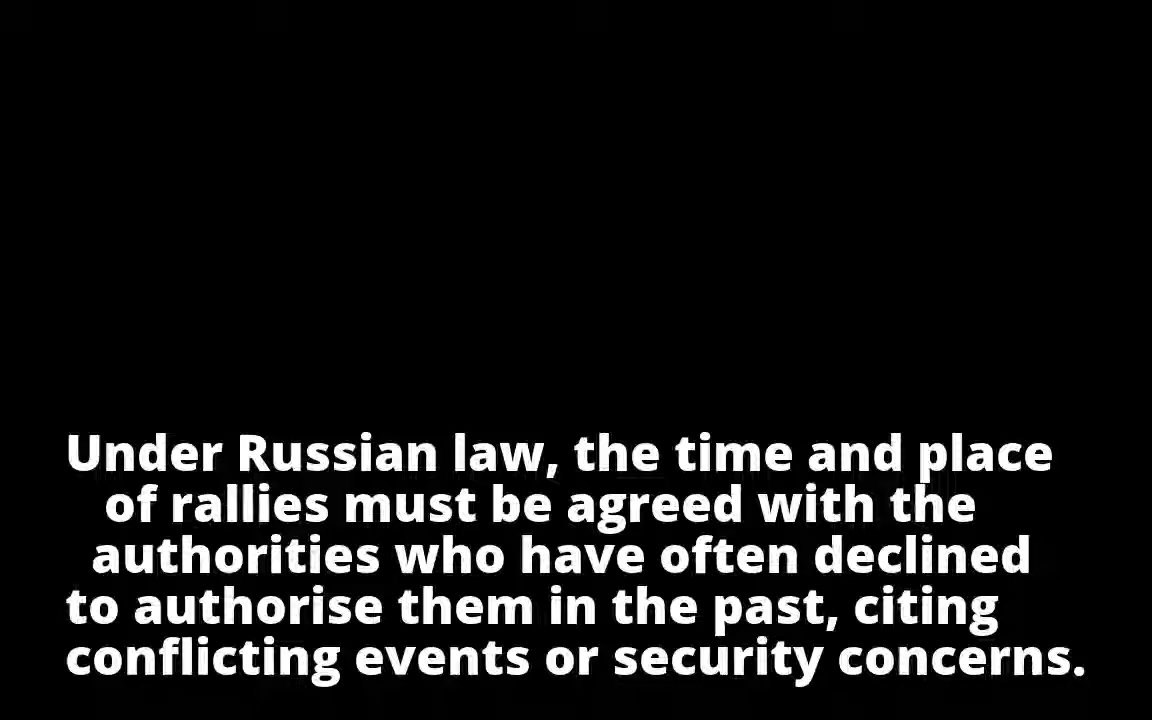 Under Russian law, the time and place
of rallies must be agreed with the
authorities who have often declined
to authorise them in the past, citing
conflicting events or security concerns.